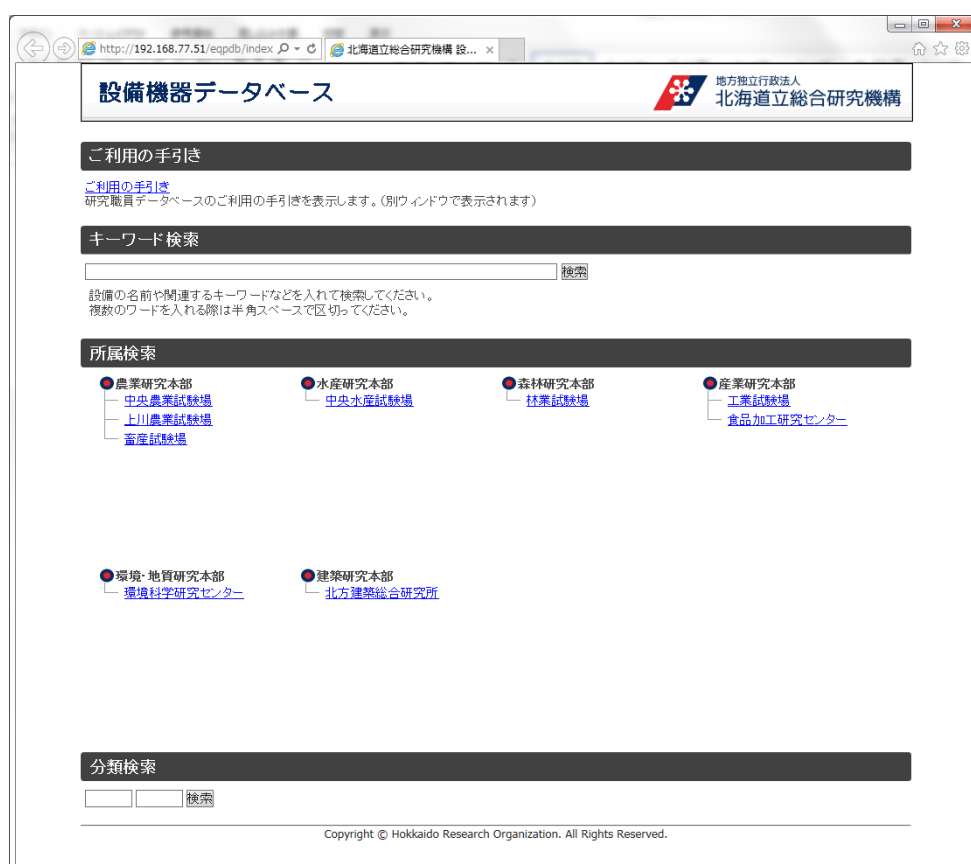 http://192.168.77.51/eqpdb/index
北海道立総合研究機構 設...
設備機器データベース
地方独立行政法人
北海道立総合研究機構
ご利用の手引き
ご利用の手引き
研究職員データベースのご利用の手引きを表示します。(別ウィンドウで表示されます)
キーワード検索
検索
設備の名前や関連するキーワードなどを入れて検索してください。
複数のワードを入れる際は半角スペースで区切ってください。
所属検索
農業研究本部
中央農業試験場
上川農業試験場
畜産試験場
水産研究本部
中央水産試験場
森林研究本部
林業試験場
産業研究本部
工業試験場
食品加工研究センター
環境・地質研究本部
環境科学研究センター
建築研究本部
北方建築総合研究所
分類検索
検索
Copyright © Hokkaido Research Organization. All Rights Reserved.